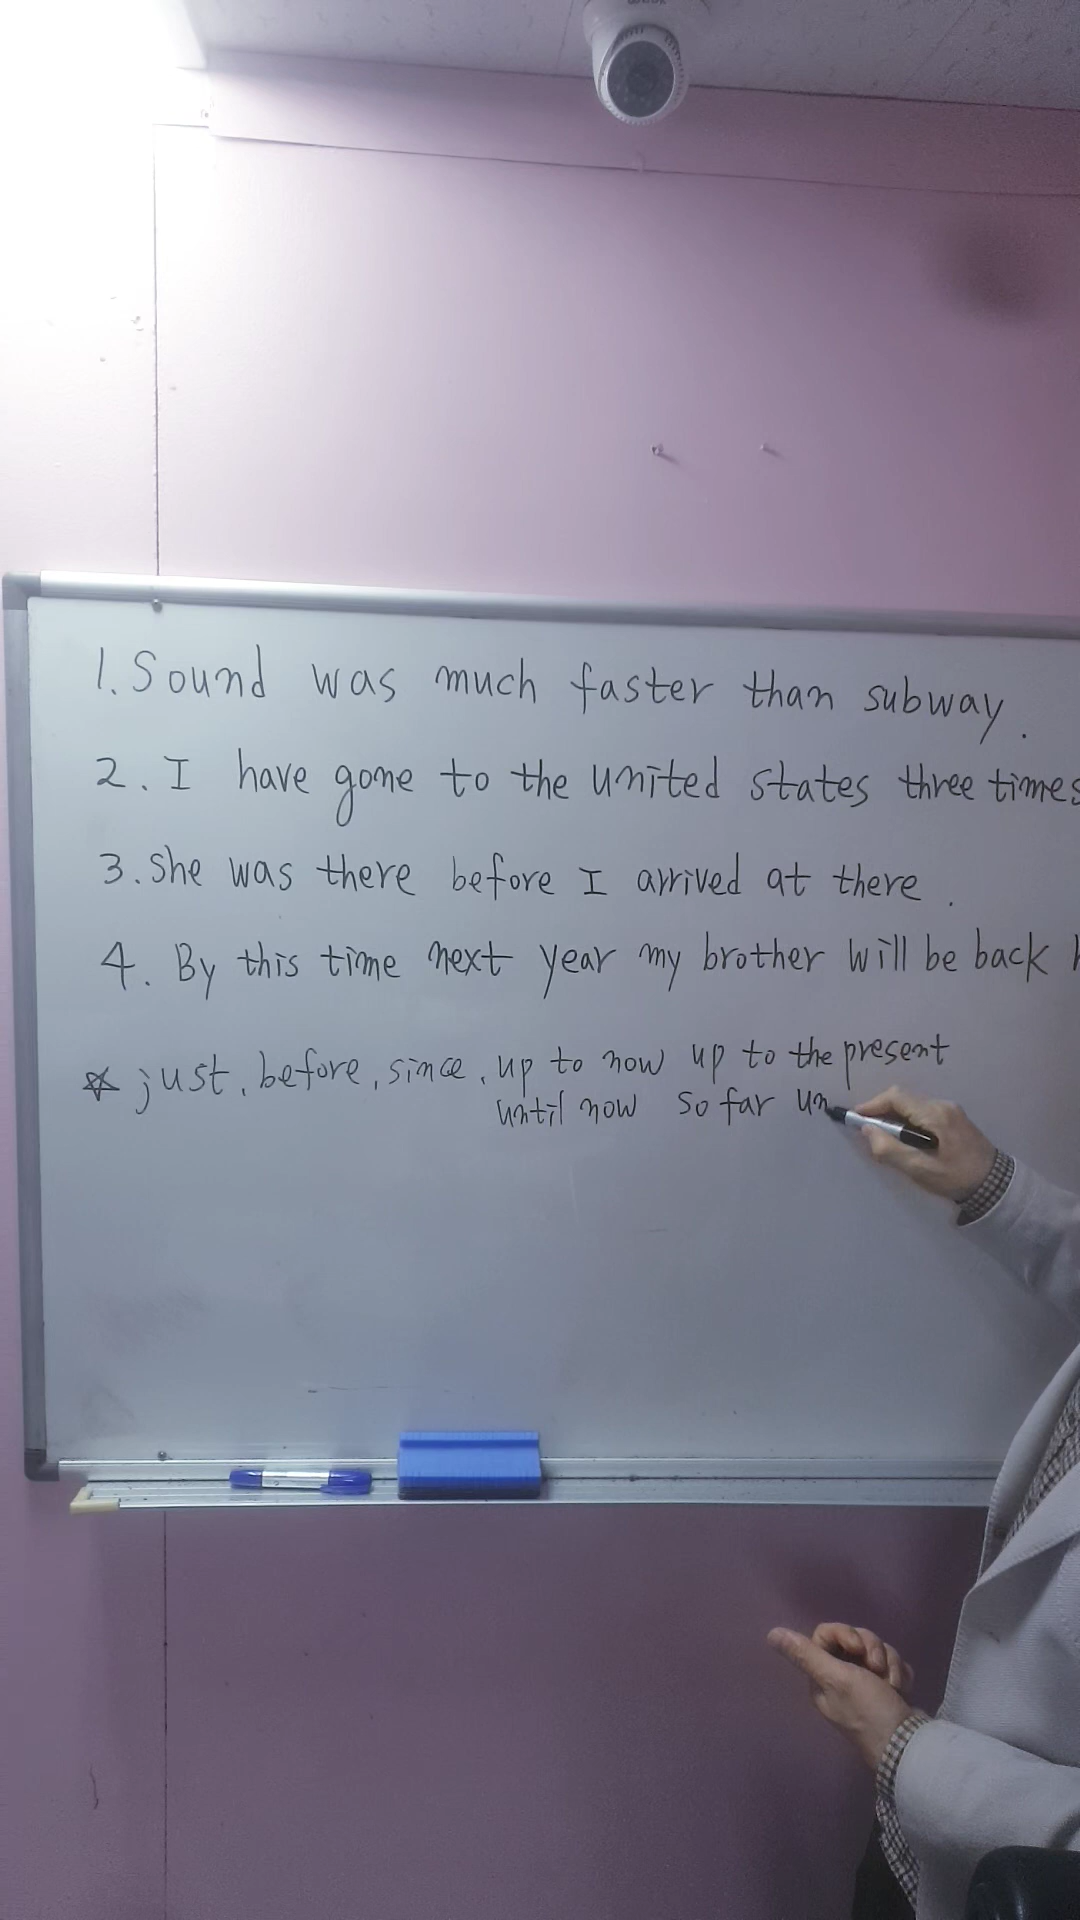 1. Sound was much faster than subway.
2. I have gone to the united states three times
3. She was there before I arrived at there.
4. By this time next year my brother will be back
☆ just, before, since, up to now up to the present
until now so far un